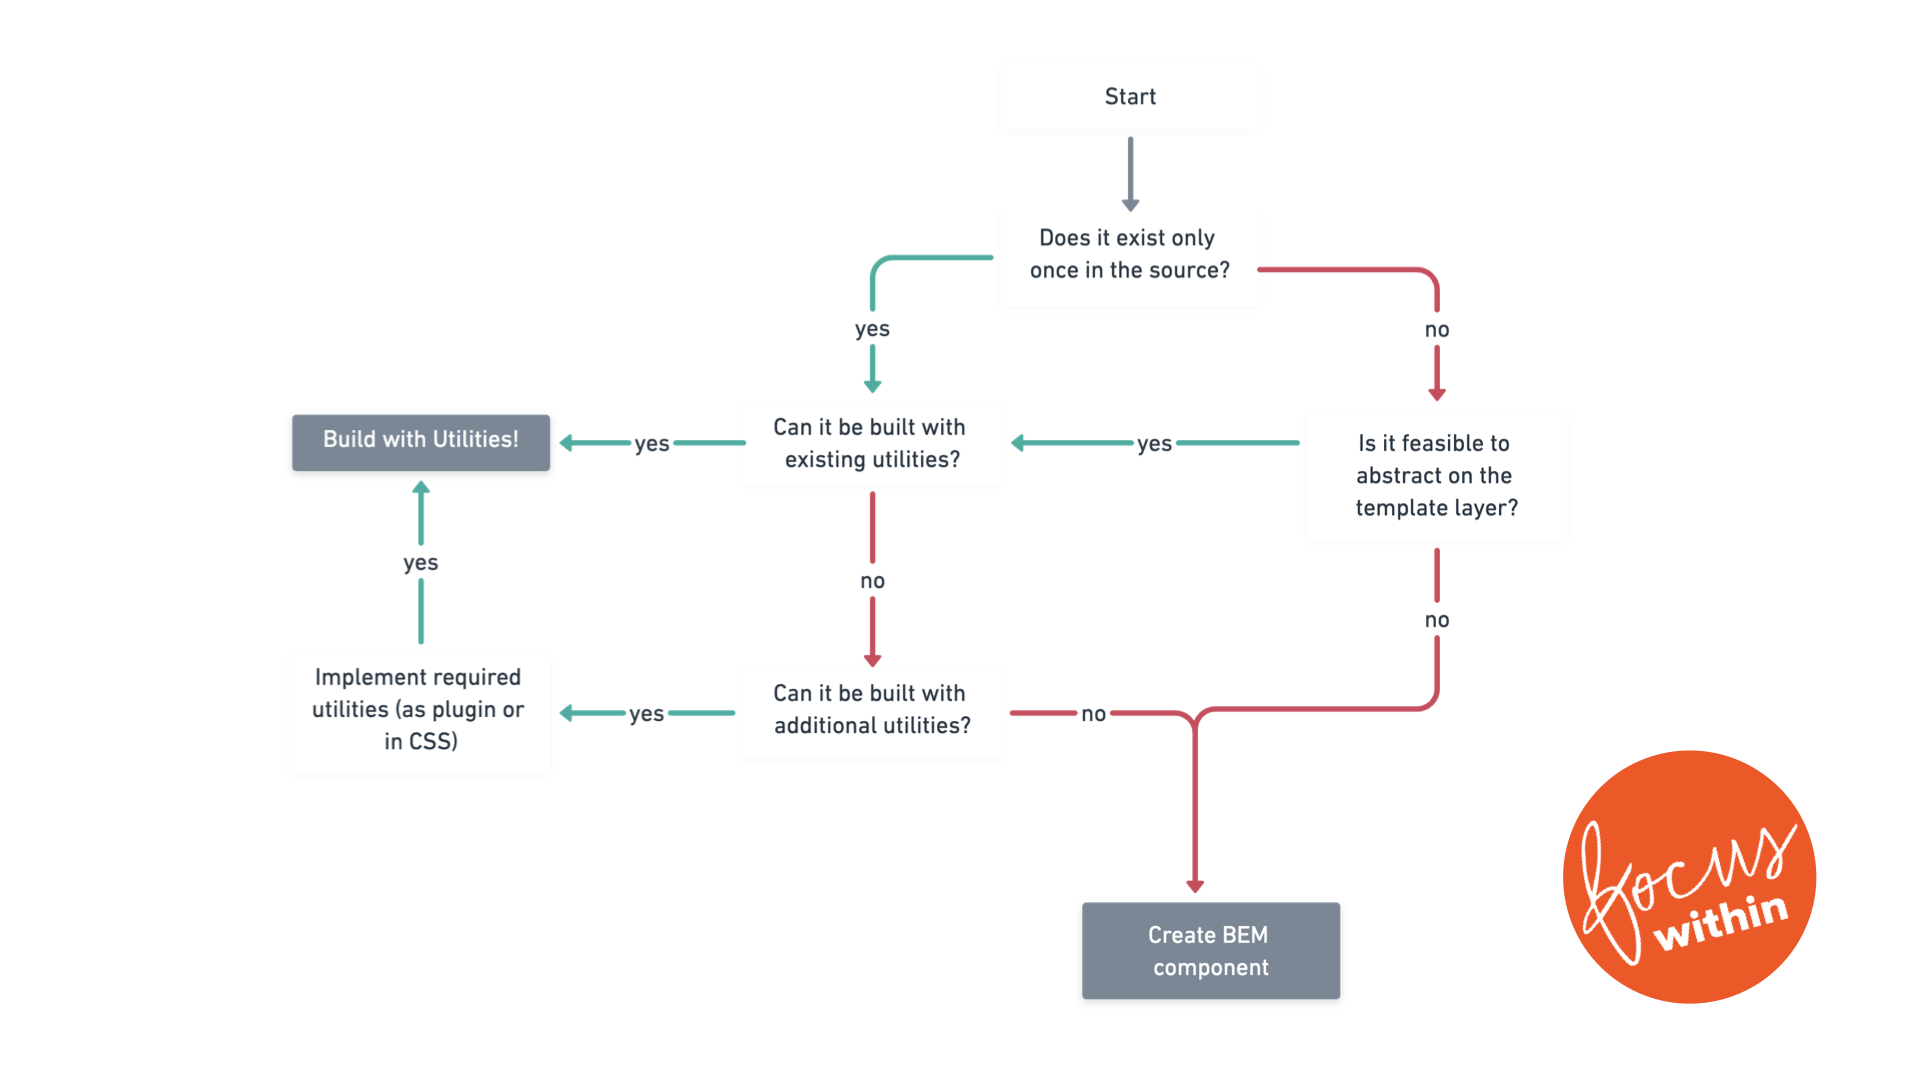 Start
Does it exist only
once in the source?
yes
no
Build with Utilities!
yes
Can it be built with
existing utilities?
yes
Is it feasible to
abstract on the
template layer?
yes
no
no
Implement required
utilities (as plugin or
in CSS)
yes
Can it be built with
additional utilities?
no
Create BEM
component
focus
within